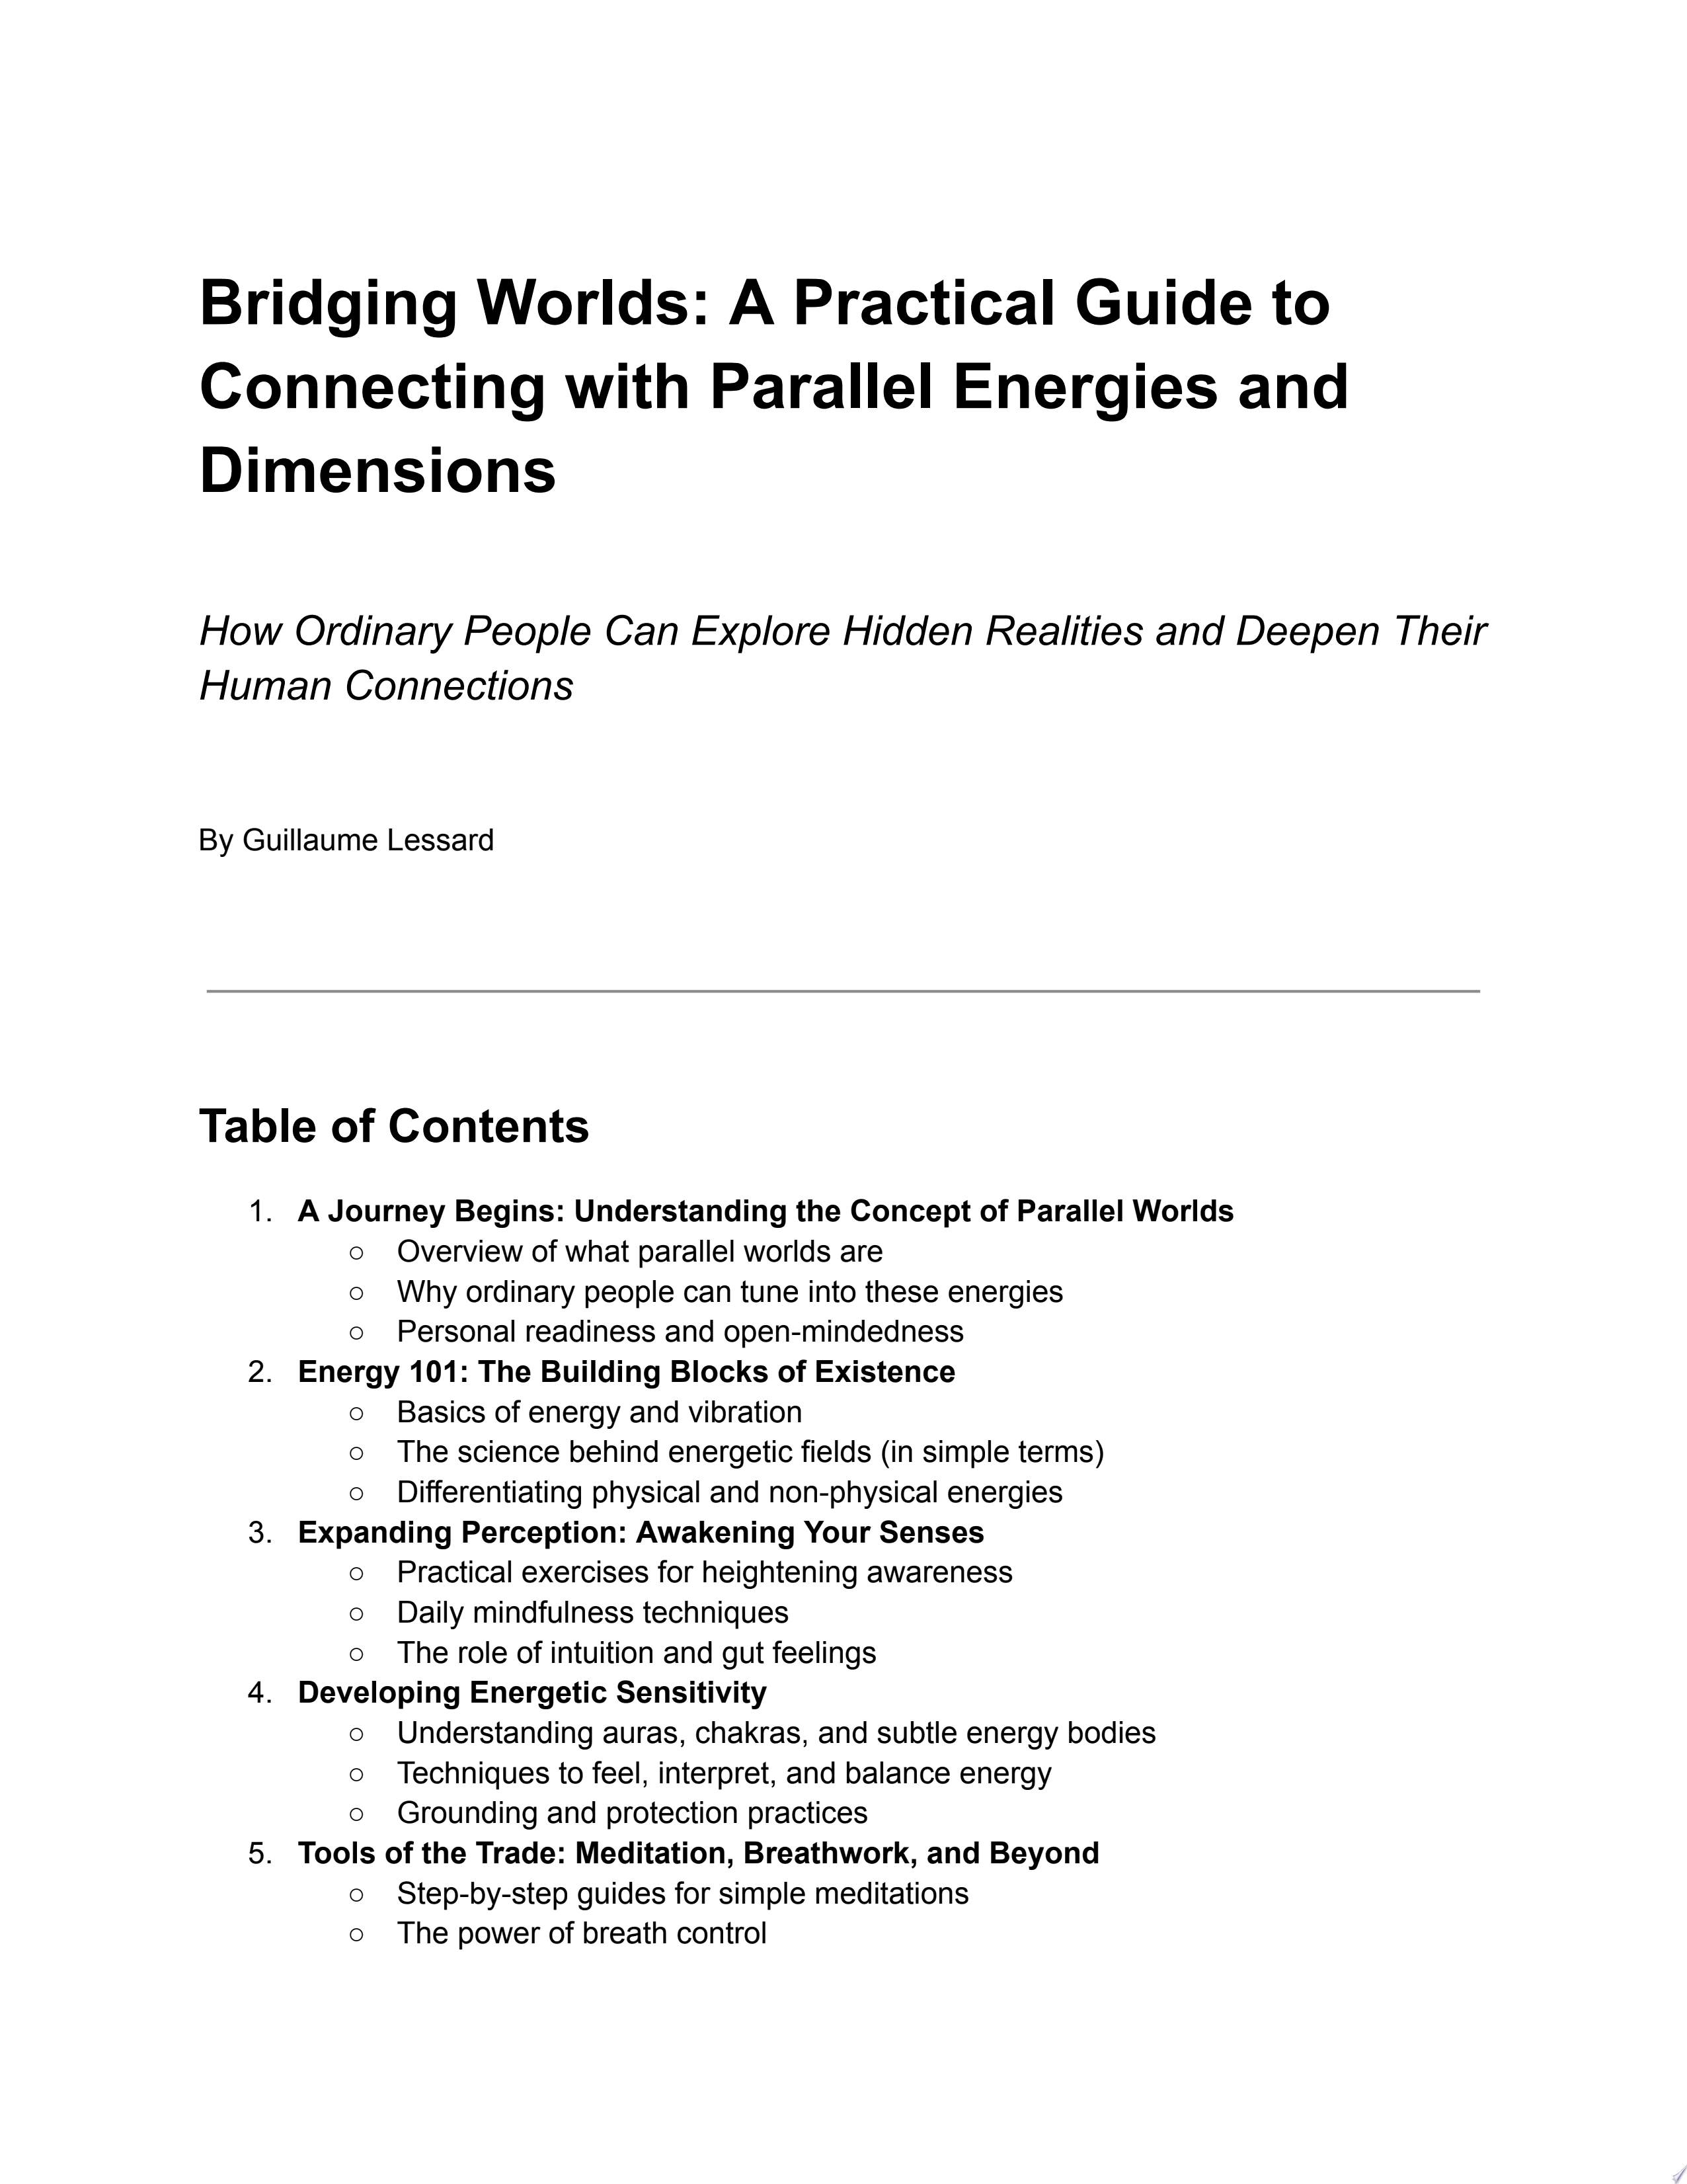 Bridging Worlds: A Practical Guide to
Connecting with Parallel Energies and
Dimensions
How Ordinary People Can Explore Hidden Realities and Deepen Their
Human Connections
By Guillaume Lessard
Table of Contents
1. A Journey Begins: Understanding the Concept of Parallel Worlds
○ Overview of what parallel worlds are
○ Why ordinary people can tune into these energies
○ Personal readiness and open-mindedness
2. Energy 101: The Building Blocks of Existence
○ Basics of energy and vibration
○ The science behind energetic fields (in simple terms)
○ Differentiating physical and non-physical energies
3. Expanding Perception: Awakening Your Senses
○ Practical exercises for heightening awareness
○ Daily mindfulness techniques
○ The role of intuition and gut feelings
4. Developing Energetic Sensitivity
○ Understanding auras, chakras, and subtle energy bodies
○ Techniques to feel, interpret, and balance energy
○ Grounding and protection practices
5. Tools of the Trade: Meditation, Breathwork, and Beyond
○ Step-by-step guides for simple meditations
○ The power of breath control